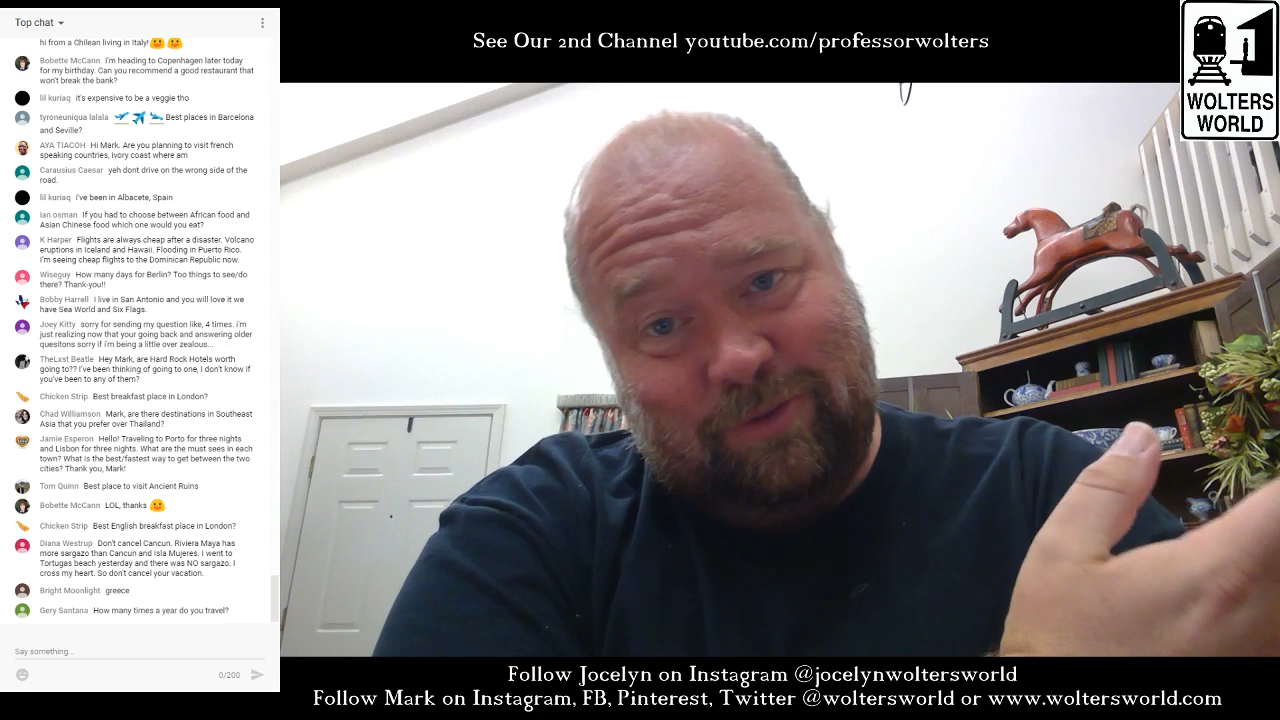 Top chat
hi from a Chilean living in Italy!
Bobette McCann I'm heading to Copenhagen later today
for my birthday. Can you recommend a good restaurant that
won't break the bank?
lil kuriaq it's expensive to be a veggie tho
tyroneuniqua lalala Best places in Barcelona
and Seville?
AYA TIACOH Hi Mark. Are you planning to visit french
speaking countries, ivory coast where am
Carausius Caesar yeh dont drive on the wrong side of the
road.
lil kuriaq I've been in Albacete, Spain
ian osman If you had to choose between African food and
Asian Chinese food which one would you eat?
K Harper Flights are always cheap after a disaster. Volcano
eruptions in Iceland and Hawaii. Flooding in Puerto Rico.
I'm seeing cheap flights to the Dominican Republic now.
Wiseguy How many days for Berlin? Too things to see/do
there? Thank-you!!
Bobby Harrell I live in San Antonio and you will love it we
have Sea World and Six Flags.
Joey Kitty sorry for sending my question like, 4 times. i'm
just realizing now that your going back and answering older
quesitons sorry if i'm being a little over zealous...
TheLxst Beatle Hey Mark, are Hard Rock Hotels worth
going to?? I've been thinking of going to one, I don't know if
you've been to any of them?
Chicken Strip Best breakfast place in London?
Chad Williamson Mark, are there destinations in Southeast
Asia that you prefer over Thailand?
Jamie Esperon Hello! Traveling to Porto for three nights
and Lisbon for three nights. What are the must sees in each
town? What is the best/fastest way to get between the two
cities? Thank you, Mark!
Tom Quinn Best place to visit Ancient Ruins
Bobette McCann LOL, thanks
Chicken Strip Best English breakfast place in London?
Diana Westrup Don't cancel Cancun. Riviera Maya has
more sargazo than Cancun and Isla Mujeres. I went to
Tortugas beach yesterday and there was NO sargazo. I
cross my heart. So don't cancel your vacation.
Bright Moonlight greece
Gery Santana How many times a year do you travel?
Say something...
0/200
See Our 2nd Channel youtube.com/professorwolters
WOLTERS
WORLD
Follow Jocelyn on Instagram @jocelynwoltersworld
Follow Mark on Instagram, FB, Pinterest, Twitter @woltersworld or www.woltersworld.com